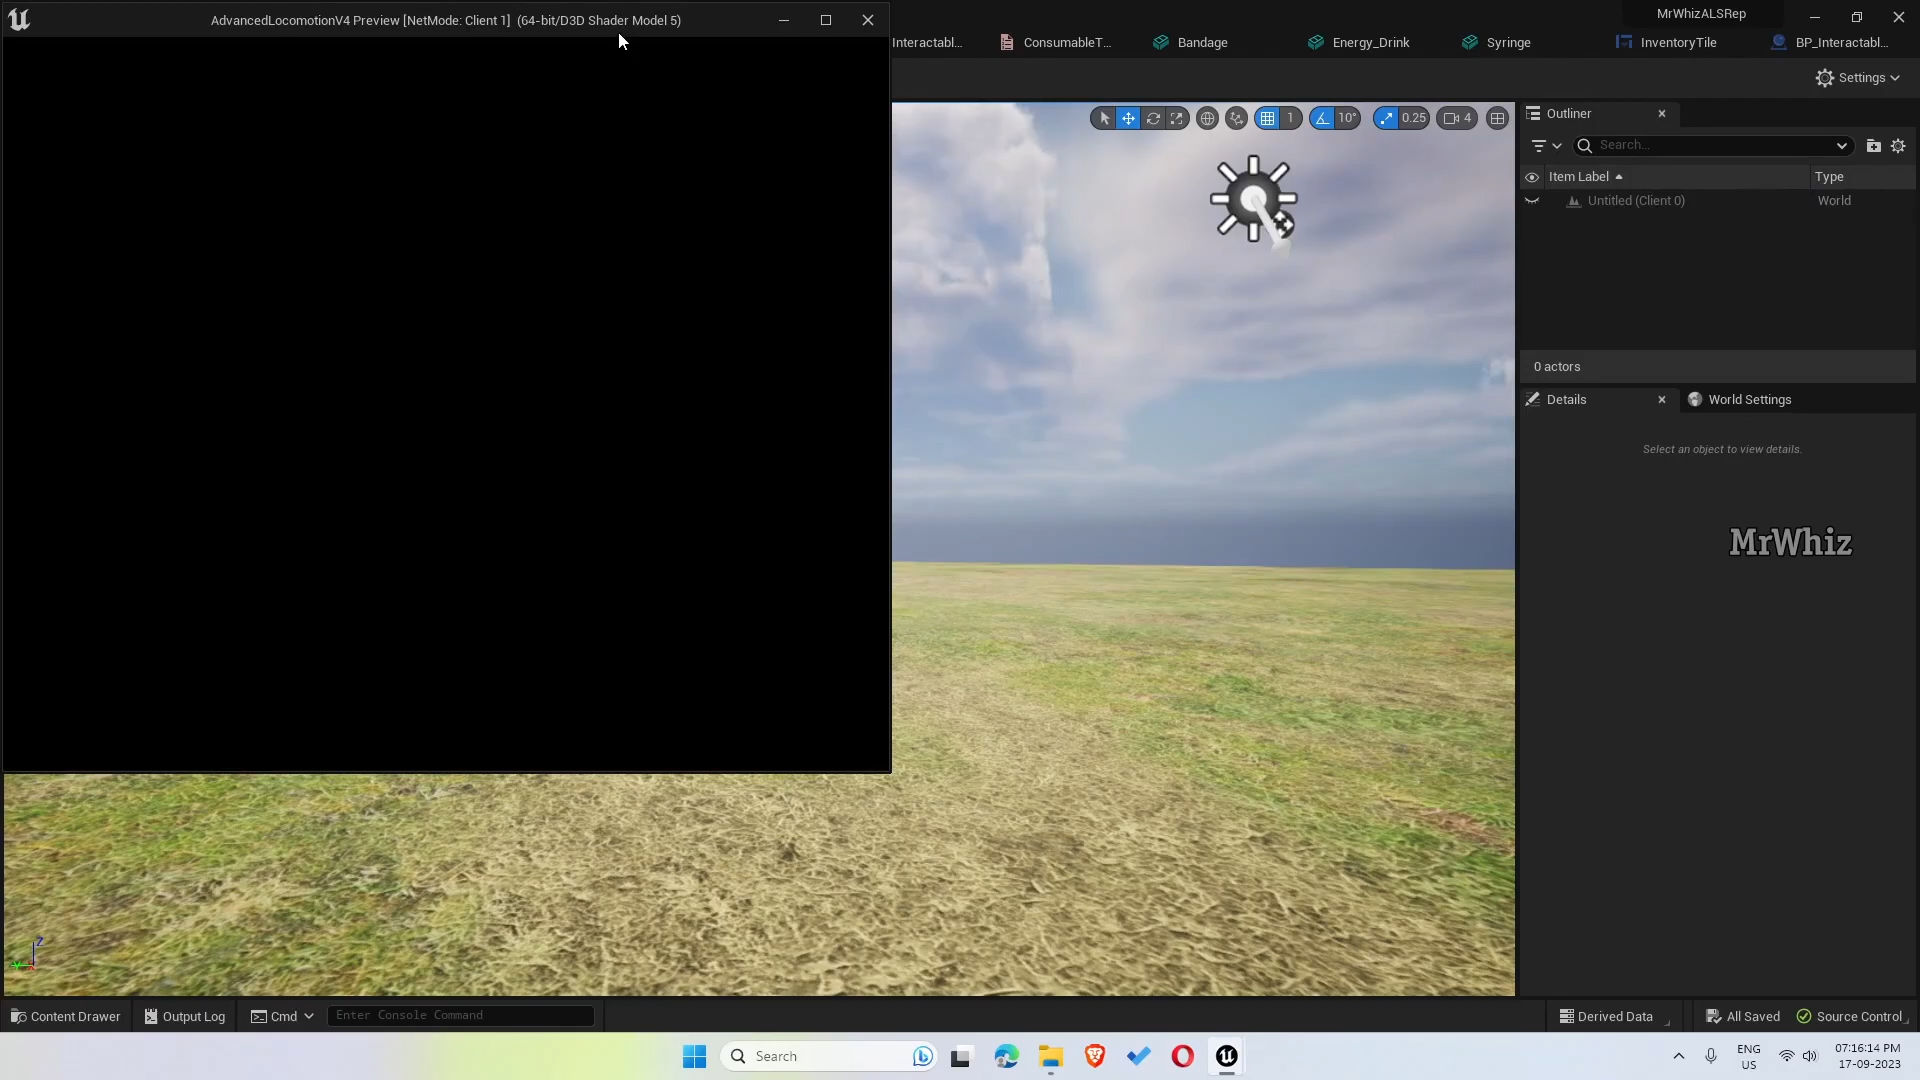 AdvancedLocomotionV4 Preview [NetMode: Client 1]  (64-bit/D3D Shader Model 5)
MrWhizALSRep
Interactabl...
ConsumableT...
Bandage
Energy_Drink
Syringe
InventoryTile
BP_Interactabl...
Settings
1
10°
0.25
4
Outliner
Search...
Item Label
Type
Untitled (Client 0)
World
0 actors
Details
World Settings
Select an object to view details.
MrWhiz
Z
Content Drawer
Output Log
Cmd
Enter Console Command
Derived Data
All Saved
Source Control
Search
ENG
US
07:16:14 PM
17-09-2023